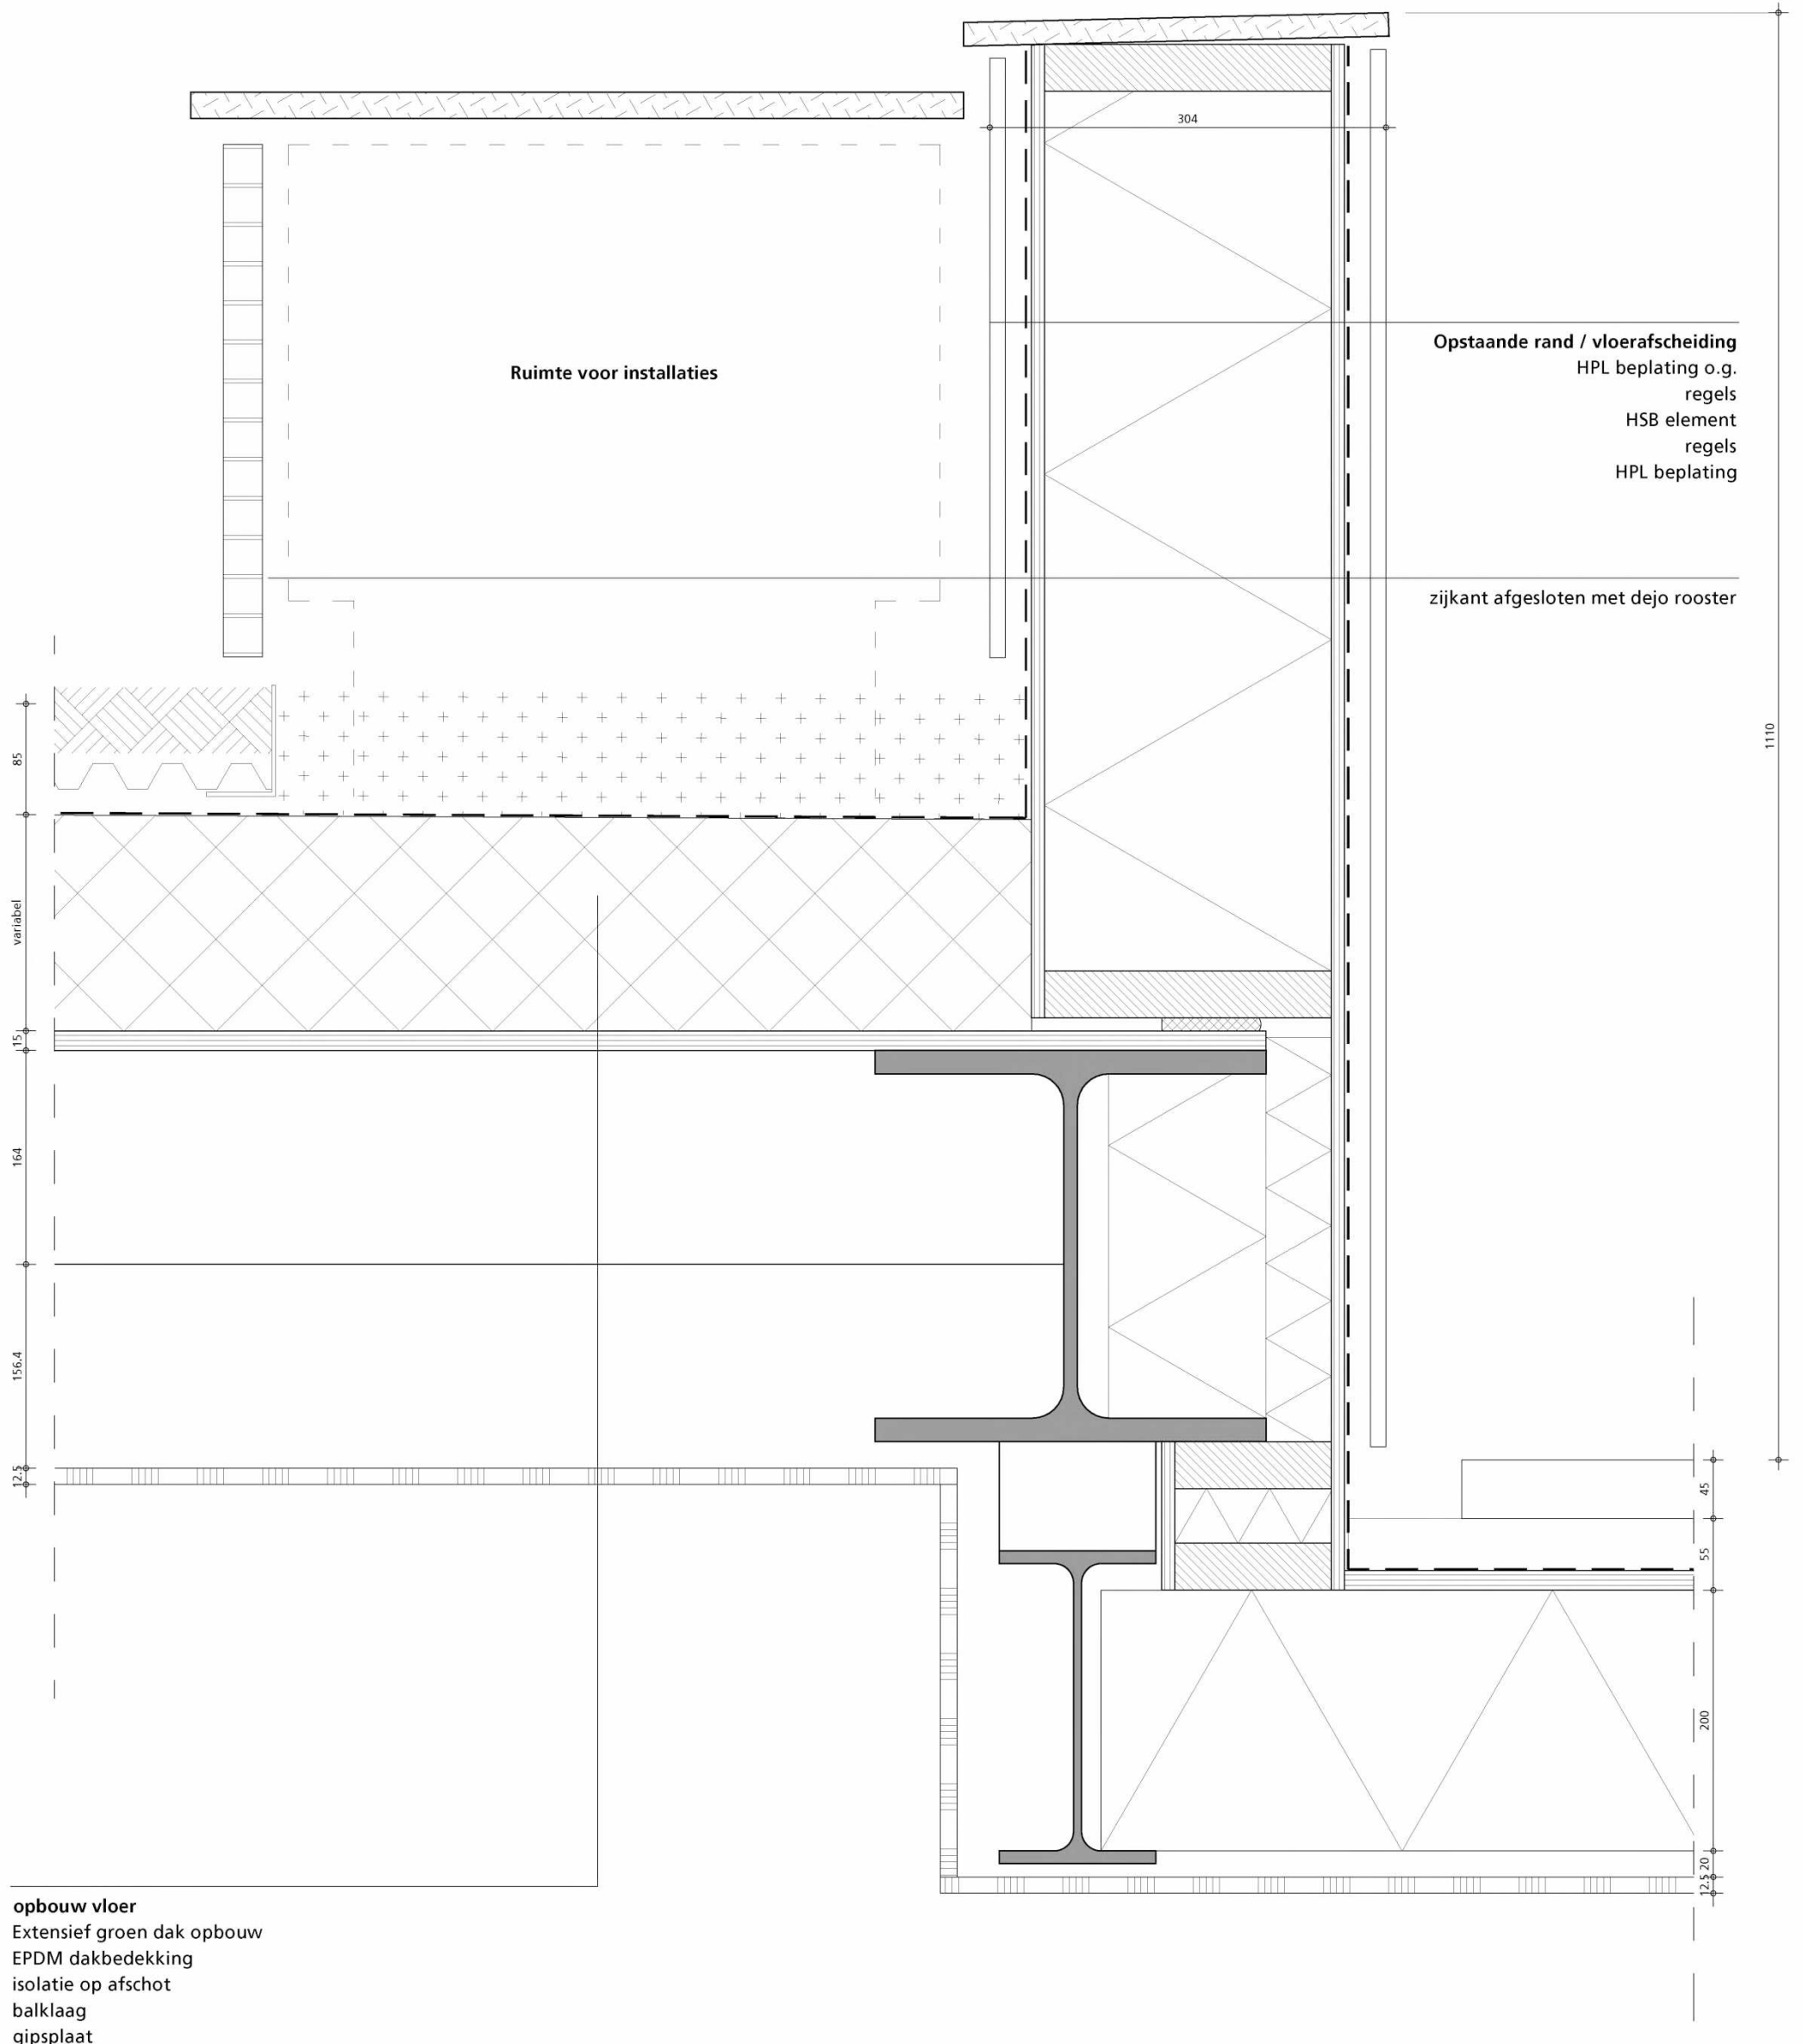 304
Ruimte voor installaties
Opstaande rand / vloerafscheiding
HPL beplating o.g.
regels
HSB element
regels
HPL beplating
zijkant afgesloten met dejo rooster
1110
85
variabel
15
164
156.4
12.5
45
55
200
20
12.5
opbouw vloer
Extensief groen dak opbouw
EPDM dakbedekking
isolatie op afschot
balklaag
gipsplaat